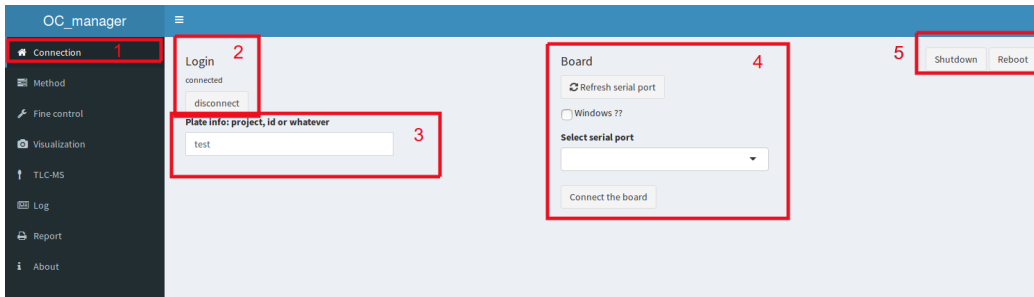 OC_manager
Connection
1
Method
Fine control
Visualization
TLC-MS
Log
Report
About
Login
2
connected
disconnect
Plate info: project, id or whatever
3
test
Board
4
Refresh serial port
Windows ??
Select serial port
Connect the board
5
Shutdown Reboot